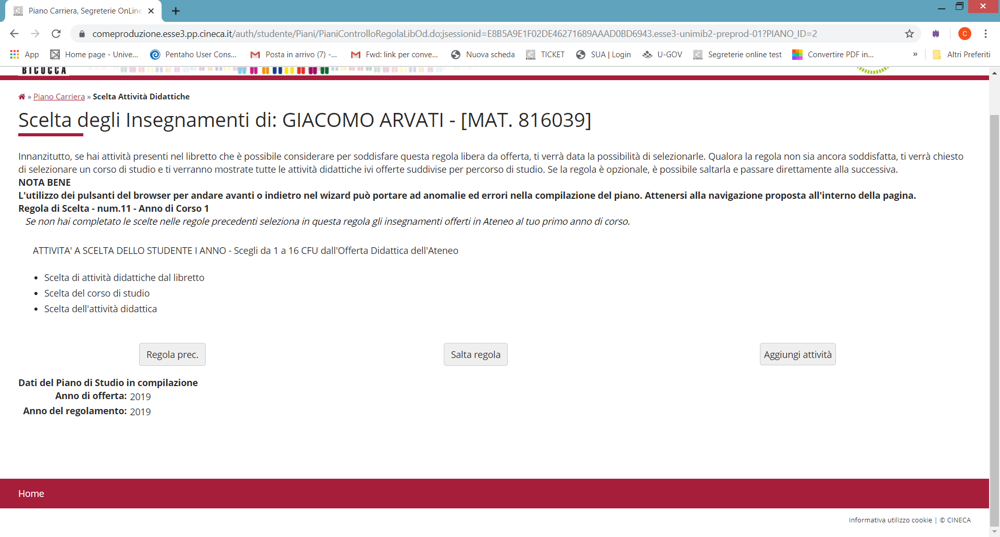 Piano Carriera, Segreterie OnLine
comeproduzione.esse3.pp.cineca.it/auth/studente/Piani/PianiControlloRegolaLibOd.do;jsessionid=E8B5A9E1F02DE46271689AAAD0BD6943.esse3-unimib2-preprod-01?PIANO_ID=2
C
App Home page - Unive... Pentaho User Cons... Posta in arrivo (7) -... Fwd: link per conve... Nuova scheda TICKET SUA | Login U-GOV Segreterie online test Convertire PDF in... » Altri Preferiti
BICOCCA
» Piano Carriera » Scelta Attività Didattiche
Scelta degli Insegnamenti di: GIACOMO ARVATI - [MAT. 816039]
Innanzitutto, se hai attività presenti nel libretto che è possibile considerare per soddisfare questa regola libera da offerta, ti verrà data la possibilità di selezionarle. Qualora la regola non sia ancora soddisfatta, ti verrà chiesto
di selezionare un corso di studio e ti verranno mostrate tutte le attività didattiche ivi offerte suddivise per percorso di studio. Se la regola è opzionale, è possibile saltarla e passare direttamente alla successiva.
NOTA BENE
L'utilizzo dei pulsanti del browser per andare avanti o indietro nel wizard può portare ad anomalie ed errori nella compilazione del piano. Attenersi alla navigazione proposta all'interno della pagina.
Regola di Scelta - num.11 - Anno di Corso 1
Se non hai completato le scelte nelle regole precedenti seleziona in questa regola gli insegnamenti offerti in Ateneo al tuo primo anno di corso.
ATTIVITA' A SCELTA DELLO STUDENTE I ANNO - Scegli da 1 a 16 CFU dall'Offerta Didattica dell'Ateneo
• Scelta di attività didattiche dal libretto
• Scelta del corso di studio
• Scelta dell'attività didattica
Regola prec. Salta regola Aggiungi attività
Dati del Piano di Studio in compilazione
Anno di offerta: 2019
Anno del regolamento: 2019
Home
Informativa utilizzo cookie | © CINECA